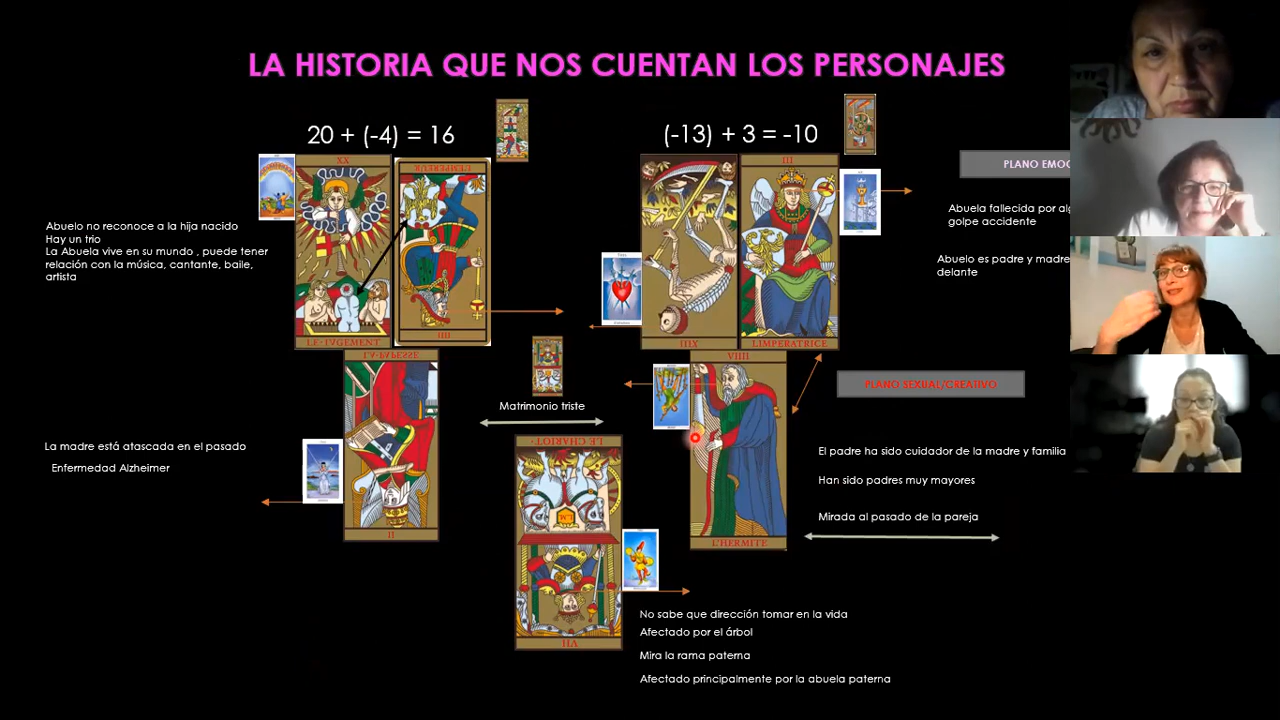 LA HISTORIA QUE NOS CUENTAN LOS PERSONAJES
20 + (-4) = 16
(-13) + 3 = -10
XX
L'EMPEREUR
III
PLANO EMOC
Abuelo no reconoce a la hija nacido
Hay un trio
La Abuela vive en su mundo , puede tener
relación con la música, cantante, baile,
artista
Abuela fallecida por alg
golpe accidente
Abuelo es padre y madre
delante
LE·JUGEMENT
IIII
XIII
L'IMPERATRICE
LA·PAPESSE
VIIII
PLANO SEXUAL/CREATIVO
Matrimonio triste
LE·CHARIOT·
La madre está atascada en el pasado
Enfermedad Alzheimer
El padre ha sido cuidador de la madre y familia
Han sido padres muy mayores
Mirada al pasado de la pareja
II
L'HERMITE
VII
No sabe que dirección tomar en la vida
Afectado por el árbol
Mira la rama paterna
Afectado principalmente por la abuela paterna